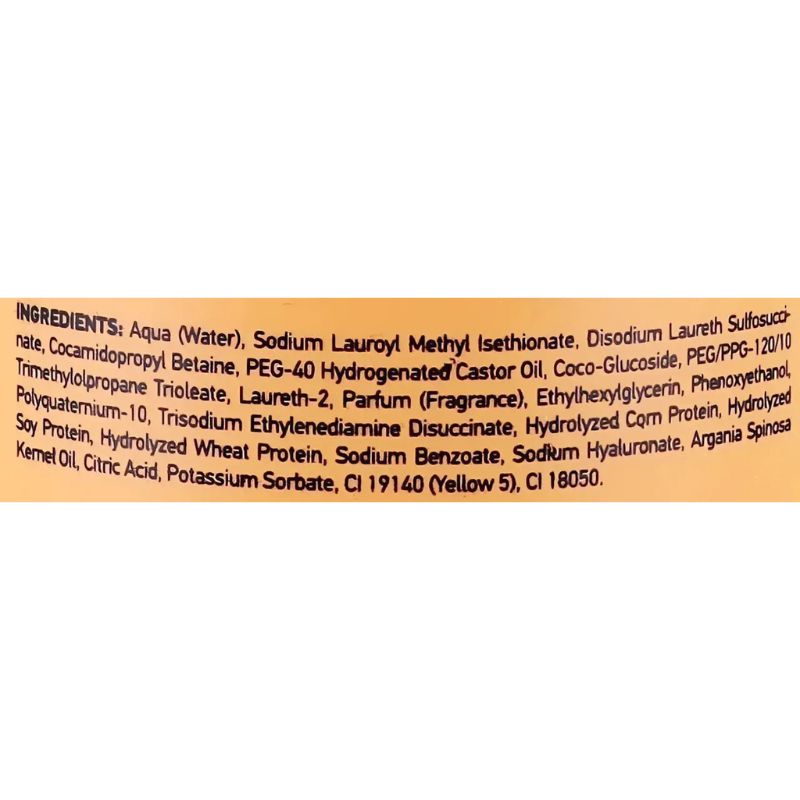 INGREDIENTS: Aqua (Water), Sodium Lauroyl Methyl Isethionate, Disodium Laureth Sulfosucci-
nate, Cocamidopropyl Betaine, PEG-40 Hydrogenated Castor Oil, Coco-Glucoside, PEG/PPG-120/10
Trimethylolpropane Trioleate, Laureth-2, Parfum (Fragrance), Ethylhexylglycerin, Phenoxyethanol,
Polyquaternium-10, Trisodium Ethylenediamine Disuccinate, Hydrolyzed Corn Protein, Hydrolyzed
Soy Protein, Hydrolyzed Wheat Protein, Sodium Benzoate, Sodium Hyaluronate, Argania Spinosa
Kernel Oil, Citric Acid, Potassium Sorbate, CI 19140 (Yellow 5), CI 18050.